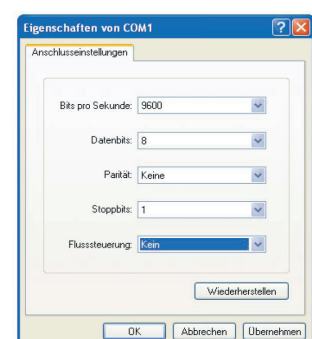 Eigenschaften von COM1
Anschlusseinstellungen
Bits pro Sekunde: 9600
Datenbits: 8
Parität: Keine
Stoppbits: 1
Flusssteuerung: Kein
Wiederherstellen
OK Abbrechen Übernehmen